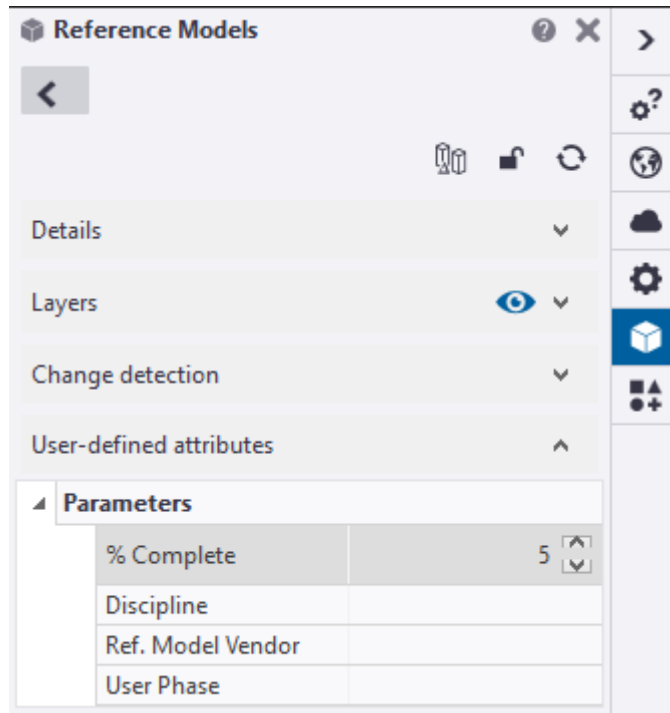 Reference Models
Details
Layers
Change detection
User-defined attributes
Parameters
% Complete 5
Discipline
Ref. Model Vendor
User Phase